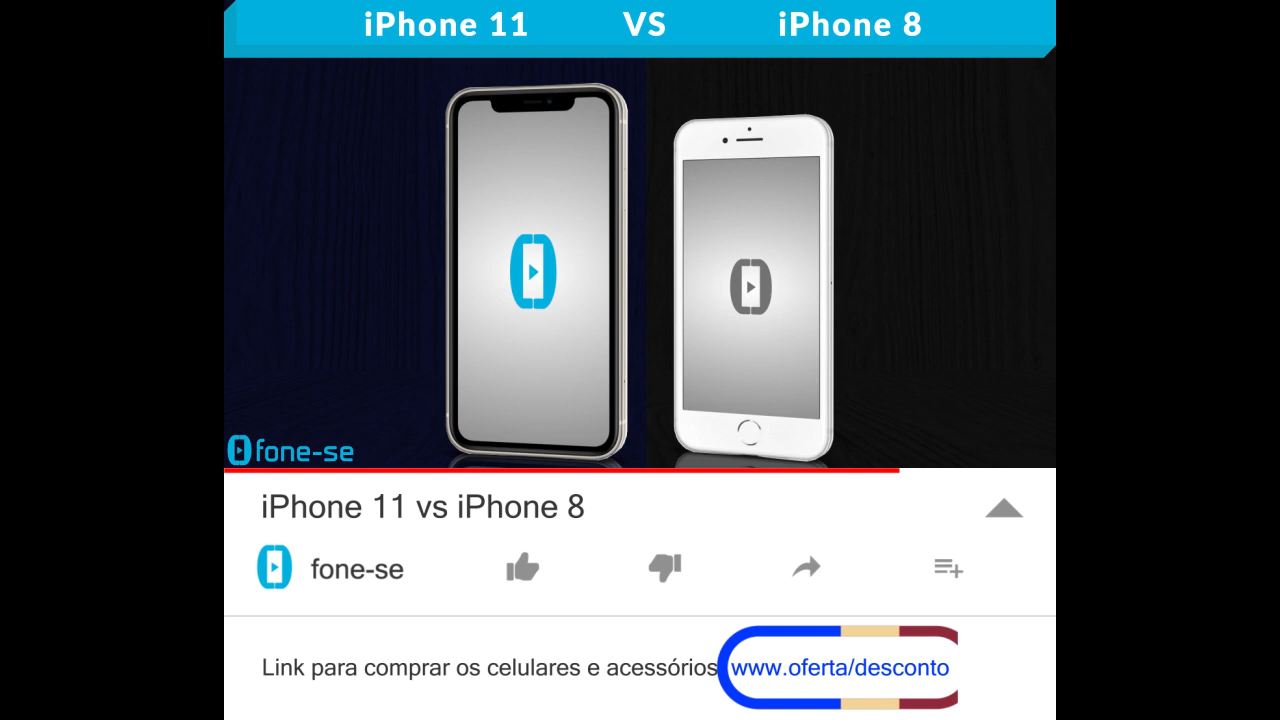 iPhone 11 VS iPhone 8
fone-se
iPhone 11 vs iPhone 8
fone-se
Link para comprar os celulares e acessórios www.oferta/desconto